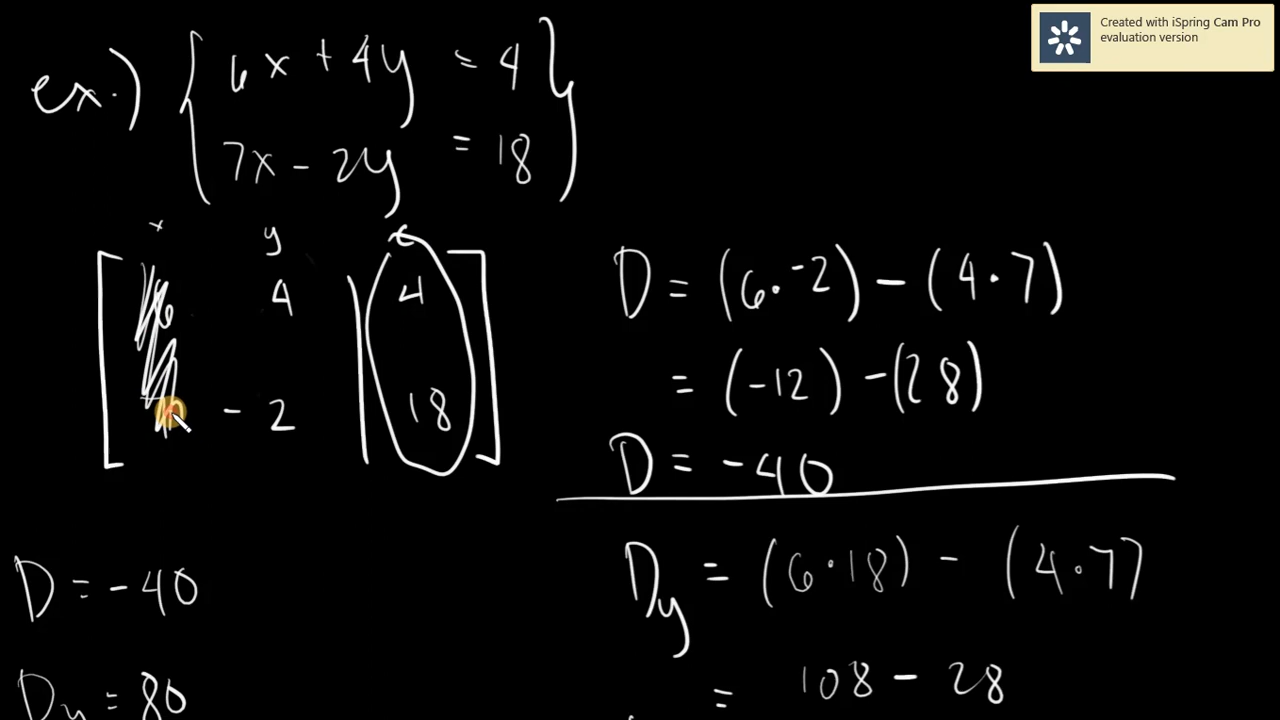 Created with iSpring Cam Pro
evaluation version
ex.) { 6x + 4y = 4 }
7x - 2y = 18
x y c
[ 6 4 | 4 ]
- 2 | 18
D = (6 · -2) - (4 · 7)
= (-12) - (28)
D = -40
Dy = (6 · 18) - (4 · 7)
= 108 - 28
D = -40
Dy = 80